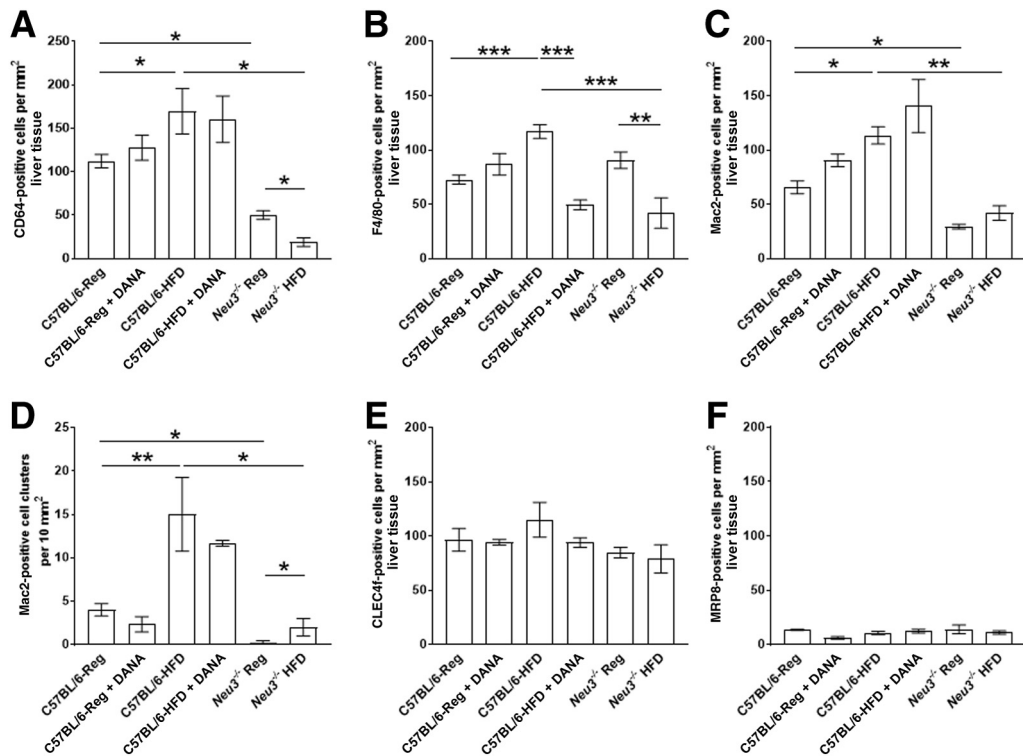 A
CD64-positive cells per mm²
liver tissue
250
200
150
100
50
0
*
*
*
*
C57BL/6-Reg
C57BL/6-Reg + DANA
C57BL/6-HFD
C57BL/6-HFD + DANA
Neu3⁻/⁻ Reg
Neu3⁻/⁻ HFD
B
F4/80-positive cells per mm²
liver tissue
200
150
100
50
0
*** ***
***
**
C57BL/6-Reg
C57BL/6-Reg + DANA
C57BL/6-HFD
C57BL/6-HFD + DANA
Neu3⁻/⁻ Reg
Neu3⁻/⁻ HFD
C
Mac2-positive cells per mm²
liver tissue
200
150
100
50
0
*
* **
C57BL/6-Reg
C57BL/6-Reg + DANA
C57BL/6-HFD
C57BL/6-HFD + DANA
Neu3⁻/⁻ Reg
Neu3⁻/⁻ HFD
D
Mac2-positive cell clusters
per 10 mm²
25
20
15
10
5
0
*
** *
*
C57BL/6-Reg
C57BL/6-Reg + DANA
C57BL/6-HFD
C57BL/6-HFD + DANA
Neu3⁻/⁻ Reg
Neu3⁻/⁻ HFD
E
CLEC4f-positive cells per mm²
liver tissue
200
150
100
50
0
C57BL/6-Reg
C57BL/6-Reg + DANA
C57BL/6-HFD
C57BL/6-HFD + DANA
Neu3⁻/⁻ Reg
Neu3⁻/⁻ HFD
F
MRP8-positive cells per mm²
liver tissue
200
150
100
50
0
C57BL/6-Reg
C57BL/6-Reg + DANA
C57BL/6-HFD
C57BL/6-HFD + DANA
Neu3⁻/⁻ Reg
Neu3⁻/⁻ HFD